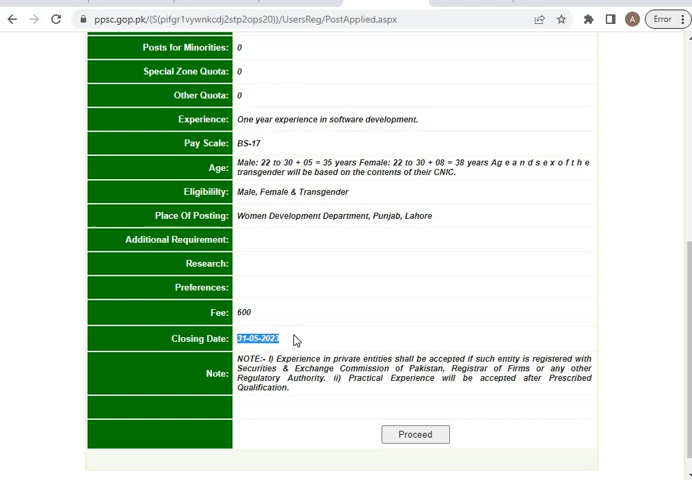 ppsc.gop.pk/(S(pifgr1vywnkcdj2stp2ops20))/UsersReg/PostApplied.aspx
A
Error
Posts for Minorities: 0
Special Zone Quota: 0
Other Quota: 0
Experience: One year experience in software development.
Pay Scale: BS-17
Age: Male: 22 to 30 + 05 = 35 years Female: 22 to 30 + 08 = 38 years Ag e a n d s e x o f t h e
transgender will be based on the contents of their CNIC.
Eligibililty: Male, Female & Transgender
Place Of Posting: Women Development Department, Punjab, Lahore
Additional Requirement:
Research:
Preferences:
Fee: 600
Closing Date: 31-05-2023
Note: NOTE:- I) Experience in private entities shall be accepted if such entity is registered with
Securities & Exchange Commission of Pakistan, Registrar of Firms or any other
Regulatory Authority. ii) Practical Experience will be accepted after Prescribed
Qualification.
Proceed